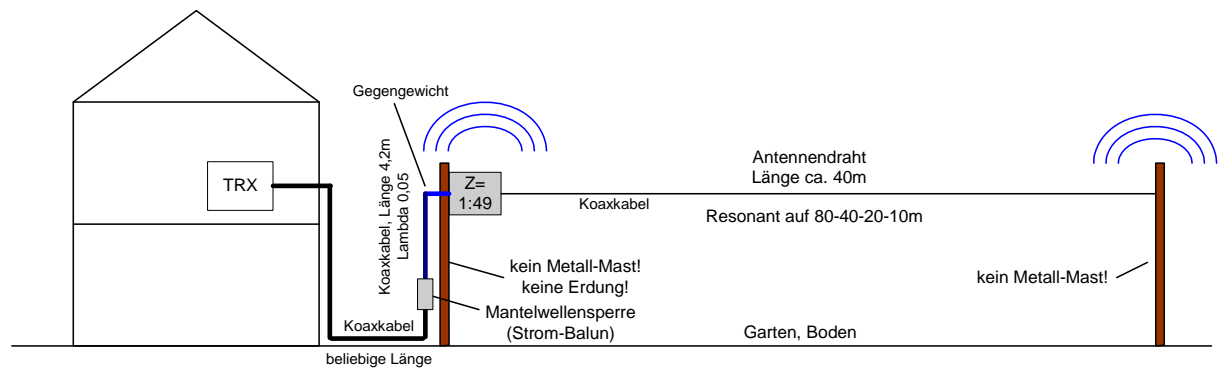 Gegengewicht
Koaxkabel, Länge 4,2m
Lambda 0,05
TRX
Z=
1:49
Antennendraht
Länge ca. 40m
Koaxkabel
Resonant auf 80-40-20-10m
kein Metall-Mast!
keine Erdung!
kein Metall-Mast!
Mantelwellensperre
(Strom-Balun)
Koaxkabel
beliebige Länge
Garten, Boden